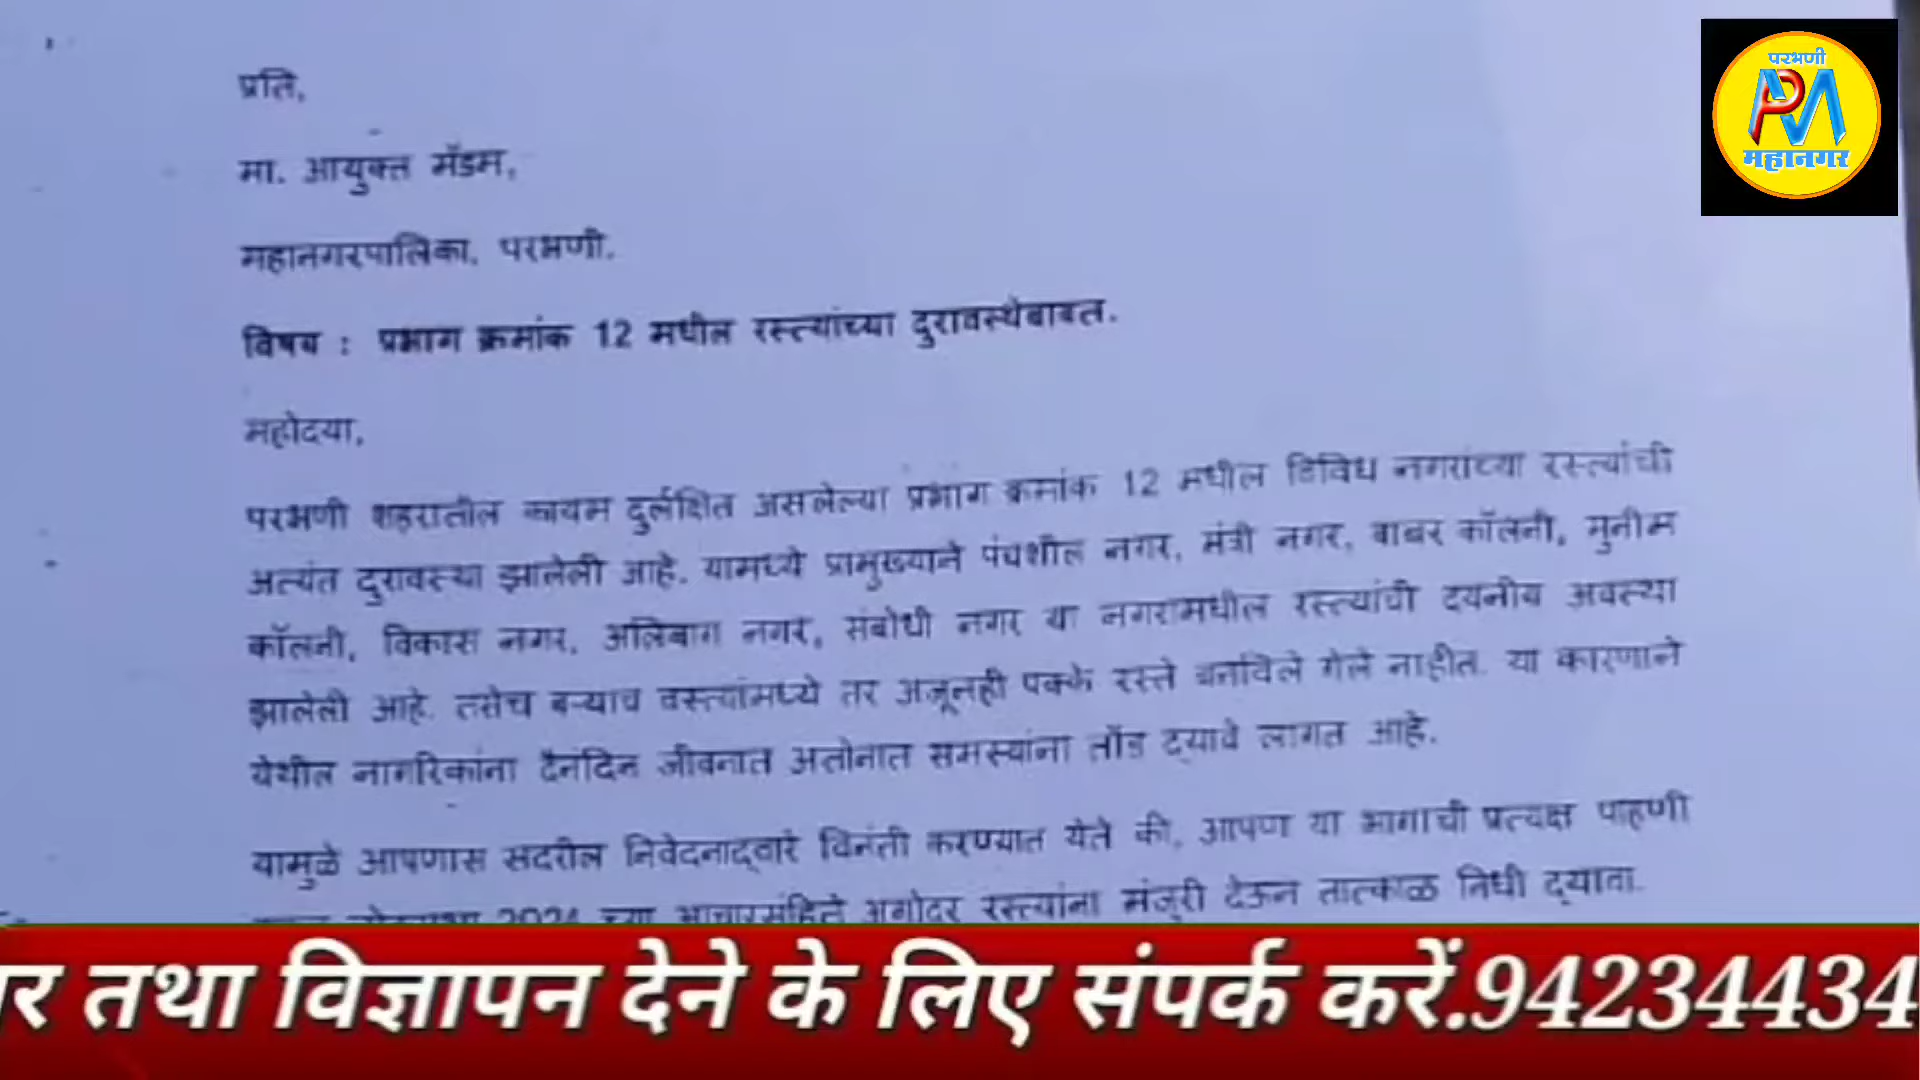 परभणी
PM
महानगर
प्रति,
मा. आयुक्त मॅडम,
महानगरपालिका, परभणी.
विषय : प्रभाग क्रमांक 12 मधील रस्त्यांच्या दुरावस्थेबाबत.
महोदया,
परभणी शहरातील कायम दुर्लक्षित असलेल्या प्रभाग क्रमांक 12 मधील विविध नगरांच्या रस्त्यांची
अत्यंत दुरावस्था झालेली आहे. यामध्ये प्रामुख्याने पंचशील नगर, मंत्री नगर, बाबर कॉलनी, मुनीम
कॉलनी, विकास नगर, अलिबाग नगर, संबोधी नगर या नगरामधील रस्त्यांची दयनीय अवस्था
झालेली आहे. तसेच बऱ्याच वस्त्यांमध्ये तर अजूनही पक्के रस्ते बनविले गेले नाहीत. या कारणाने
येथील नागरिकांना दैनंदिन जीवनात अतोनात समस्यांना तोंड द्यावे लागत आहे.
यामुळे आपणास सदरील निवेदनाद्वारे विनंती करण्यात येते की, आपण या भागाची प्रत्यक्ष पाहणी
2024 च्या आचारसंहिते अगोदर रस्त्यांना मंजुरी देऊन तात्काळ निधी द्यावा.
तथा विज्ञापन देने के लिए संपर्क करें.94234434